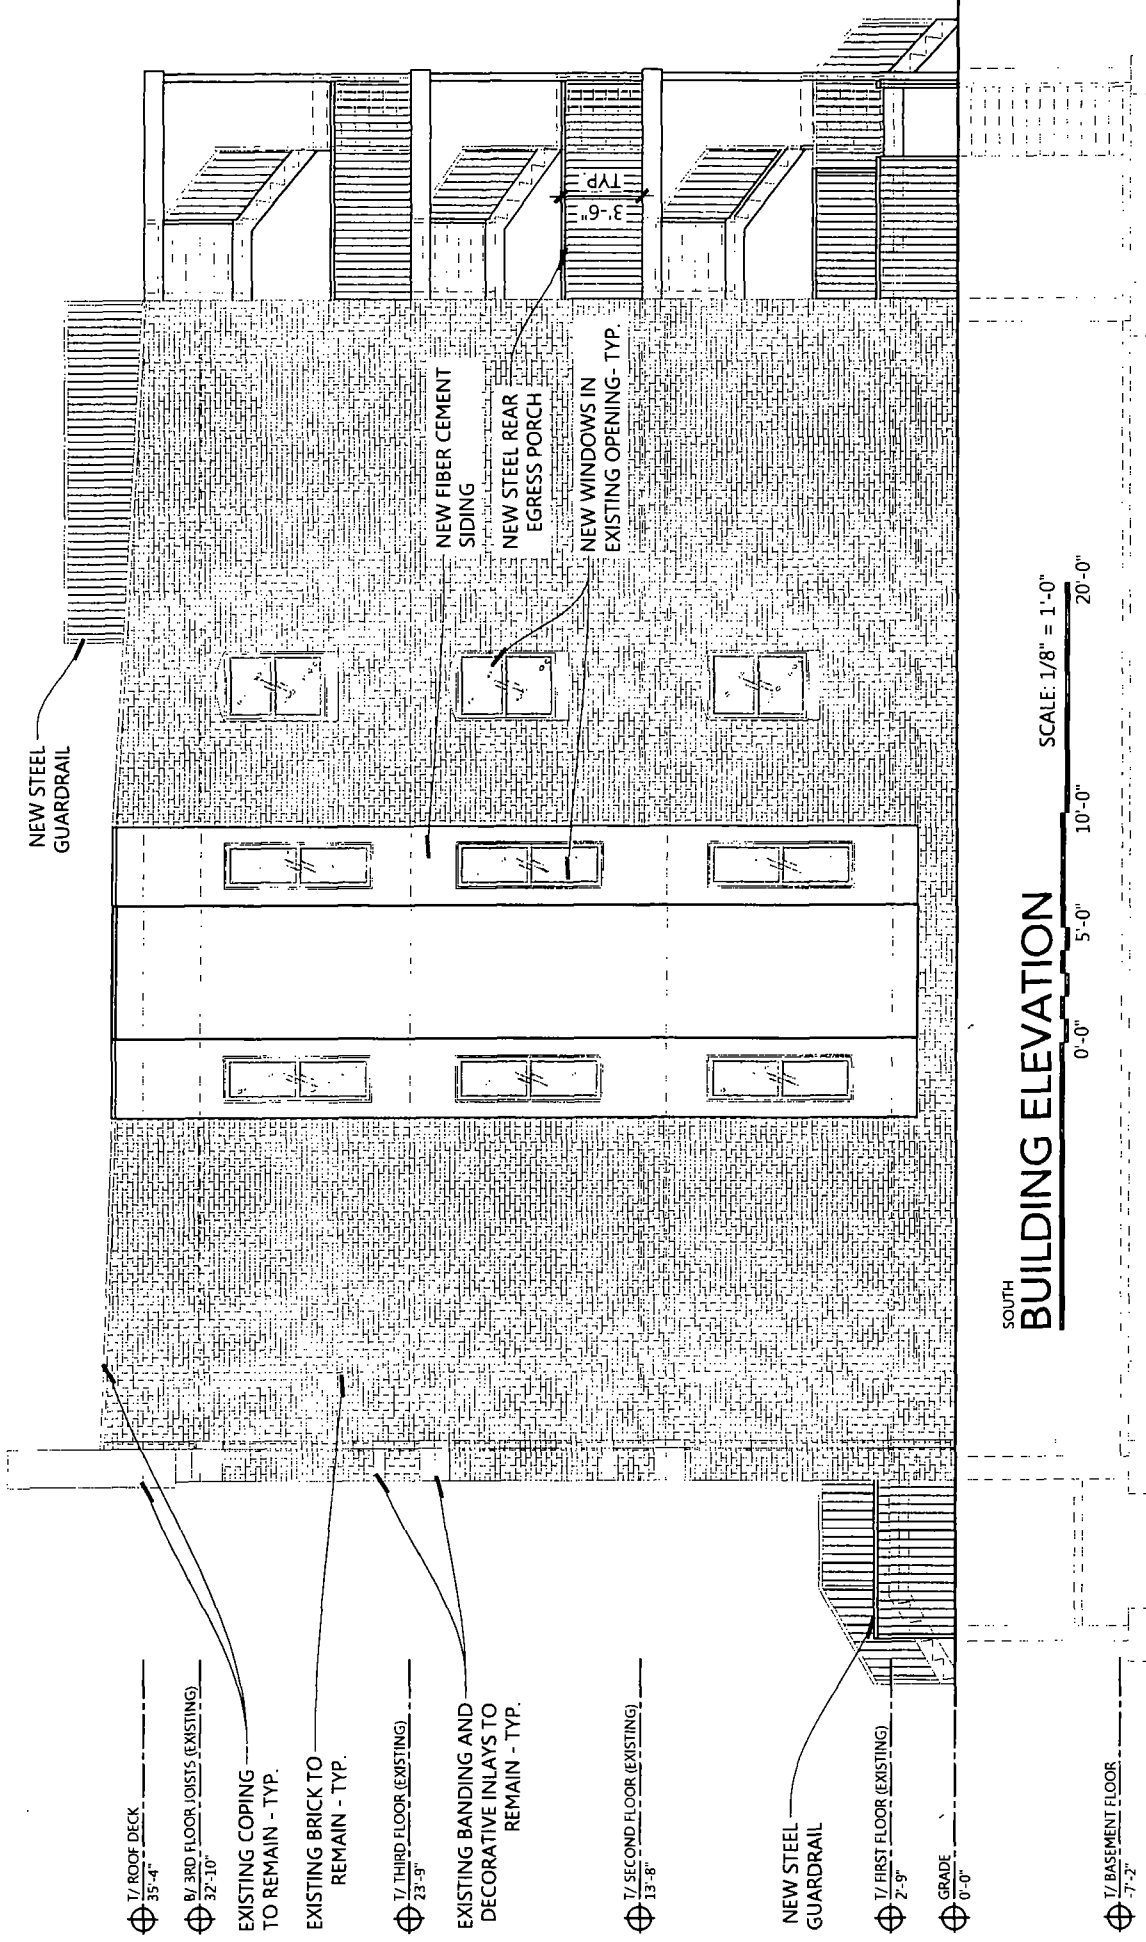 NEW STEEL
GUARDRAIL
T/ ROOF DECK
35'-4"
B/ 3RD FLOOR JOISTS (EXISTING)
32'-10"
EXISTING COPING
TO REMAIN - TYP.
EXISTING BRICK TO
REMAIN - TYP.
T/ THIRD FLOOR (EXISTING)
23'-9"
EXISTING BANDING AND
DECORATIVE INLAYS TO
REMAIN - TYP.
T/ SECOND FLOOR (EXISTING)
13'-8"
NEW STEEL
GUARDRAIL
T/ FIRST FLOOR (EXISTING)
2'-9"
GRADE
0'-0"
T/ BASEMENT FLOOR
-7'-2"
NEW FIBER CEMENT
SIDING
NEW STEEL REAR
EGRESS PORCH
NEW WINDOWS IN
EXISTING OPENING- TYP.
3'-6"
TYP.
SOUTH
BUILDING ELEVATION
SCALE: 1/8" = 1'-0"
0'-0" 5'-0" 10'-0" 20'-0"